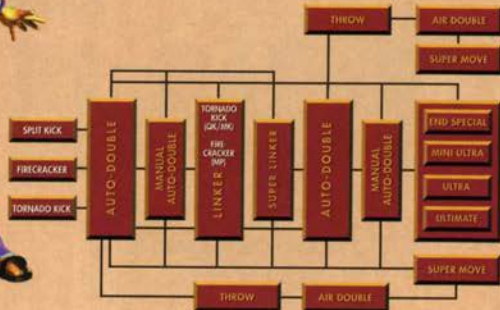 THROW
AIR DOUBLE
SUPER MOVE
SPLIT KICK
FIRECRACKER
TORNADO KICK
AUTO-DOUBLE
MANUAL
AUTO-DOUBLE
TORNADO
KICK
(QK/MK)
FIRE-
CRACKER
(MP)
LINKER
SUPER LINKER
AUTO-DOUBLE
MANUAL
AUTO-DOUBLE
END SPECIAL
MINI ULTRA
ULTRA
ULTIMATE
SUPER MOVE
THROW
AIR DOUBLE